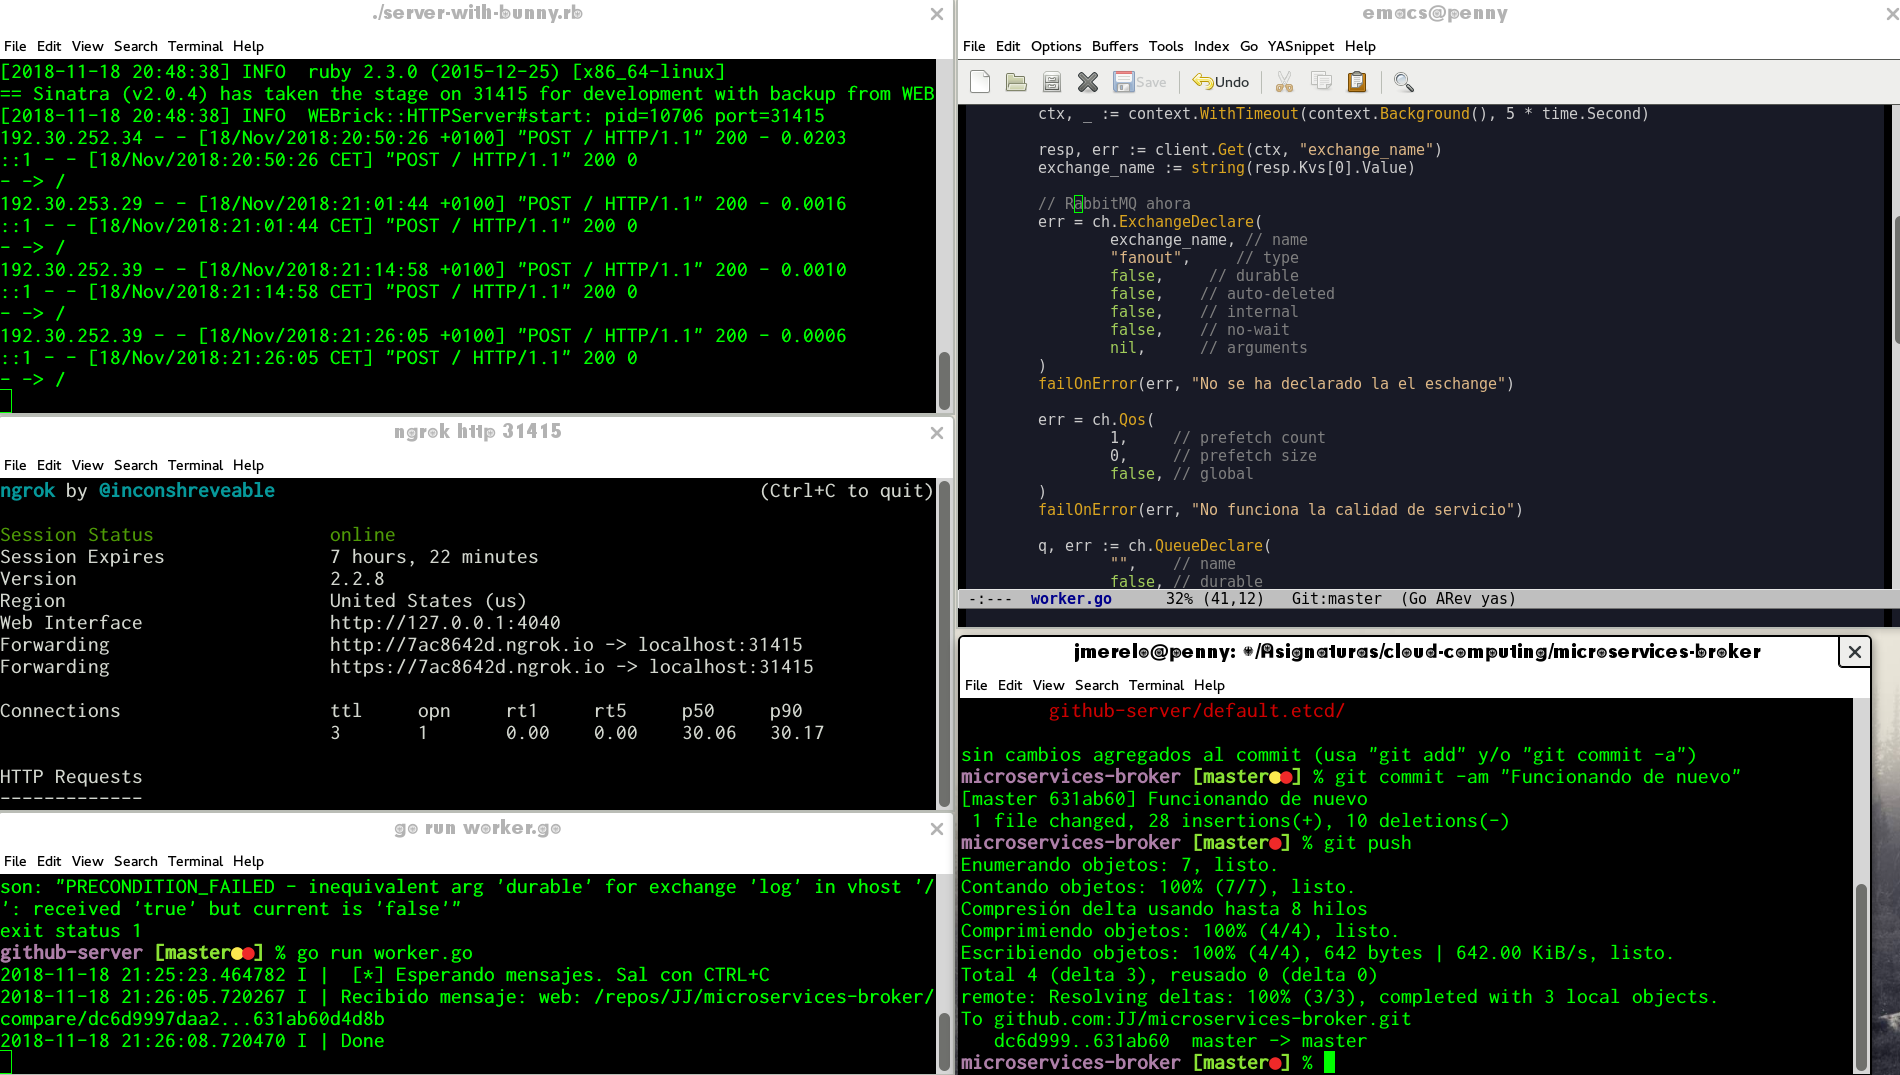 ./server-with-bunny.rb
File Edit View Search Terminal Help
[2018-11-18 20:48:38] INFO  ruby 2.3.0 (2015-12-25) [x86_64-linux]
== Sinatra (v2.0.4) has taken the stage on 31415 for development with backup from WEB
[2018-11-18 20:48:38] INFO  WEBrick::HTTPServer#start: pid=10706 port=31415
192.30.252.34 - - [18/Nov/2018:20:50:26 +0100] "POST / HTTP/1.1" 200 - 0.0203
::1 - - [18/Nov/2018:20:50:26 CET] "POST / HTTP/1.1" 200 0
- -> /
192.30.253.29 - - [18/Nov/2018:21:01:44 +0100] "POST / HTTP/1.1" 200 - 0.0016
::1 - - [18/Nov/2018:21:01:44 CET] "POST / HTTP/1.1" 200 0
- -> /
192.30.252.39 - - [18/Nov/2018:21:14:58 +0100] "POST / HTTP/1.1" 200 - 0.0010
::1 - - [18/Nov/2018:21:14:58 CET] "POST / HTTP/1.1" 200 0
- -> /
192.30.252.39 - - [18/Nov/2018:21:26:05 +0100] "POST / HTTP/1.1" 200 - 0.0006
::1 - - [18/Nov/2018:21:26:05 CET] "POST / HTTP/1.1" 200 0
- -> /
ngrok http 31415
File Edit View Search Terminal Help
ngrok by @inconshreveable (Ctrl+C to quit)
Session Status online
Session Expires 7 hours, 22 minutes
Version 2.2.8
Region United States (us)
Web Interface http://127.0.0.1:4040
Forwarding http://7ac8642d.ngrok.io -> localhost:31415
Forwarding https://7ac8642d.ngrok.io -> localhost:31415
Connections ttl opn rt1 rt5 p50 p90
3 1 0.00 0.00 30.06 30.17
HTTP Requests
-------------
go run worker.go
File Edit View Search Terminal Help
son: "PRECONDITION_FAILED - inequivalent arg 'durable' for exchange 'log' in vhost '/
': received 'true' but current is 'false'"
exit status 1
github-server [master●●] % go run worker.go
2018-11-18 21:25:23.464782 I |  [*] Esperando mensajes. Sal con CTRL+C
2018-11-18 21:26:05.720267 I | Recibido mensaje: web: /repos/JJ/microservices-broker/
compare/dc6d9997daa2...631ab60d4d8b
2018-11-18 21:26:08.720470 I | Done
emacs@penny
File Edit Options Buffers Tools Index Go YASnippet Help
Save Undo
ctx, _ := context.WithTimeout(context.Background(), 5 * time.Second)
resp, err := client.Get(ctx, "exchange_name")
exchange_name := string(resp.Kvs[0].Value)
// RabbitMQ ahora
err = ch.ExchangeDeclare(
exchange_name, // name
"fanout", // type
false, // durable
false, // auto-deleted
false, // internal
false, // no-wait
nil, // arguments
)
failOnError(err, "No se ha declarado la el eschange")
err = ch.Qos(
1, // prefetch count
0, // prefetch size
false, // global
)
failOnError(err, "No funciona la calidad de servicio")
q, err := ch.QueueDeclare(
"", // name
false, // durable
-:--- worker.go 32% (41,12) Git:master (Go ARev yas)
jmerelo@penny: ~/Asignaturas/cloud-computing/microservices-broker
File Edit View Search Terminal Help
github-server/default.etcd/
sin cambios agregados al commit (usa "git add" y/o "git commit -a")
microservices-broker [master●●] % git commit -am "Funcionando de nuevo"
[master 631ab60] Funcionando de nuevo
1 file changed, 28 insertions(+), 10 deletions(-)
microservices-broker [master●] % git push
Enumerando objetos: 7, listo.
Contando objetos: 100% (7/7), listo.
Compresión delta usando hasta 8 hilos
Comprimiendo objetos: 100% (4/4), listo.
Escribiendo objetos: 100% (4/4), 642 bytes | 642.00 KiB/s, listo.
Total 4 (delta 3), reusado 0 (delta 0)
remote: Resolving deltas: 100% (3/3), completed with 3 local objects.
To github.com:JJ/microservices-broker.git
dc6d999..631ab60  master -> master
microservices-broker [master●] %